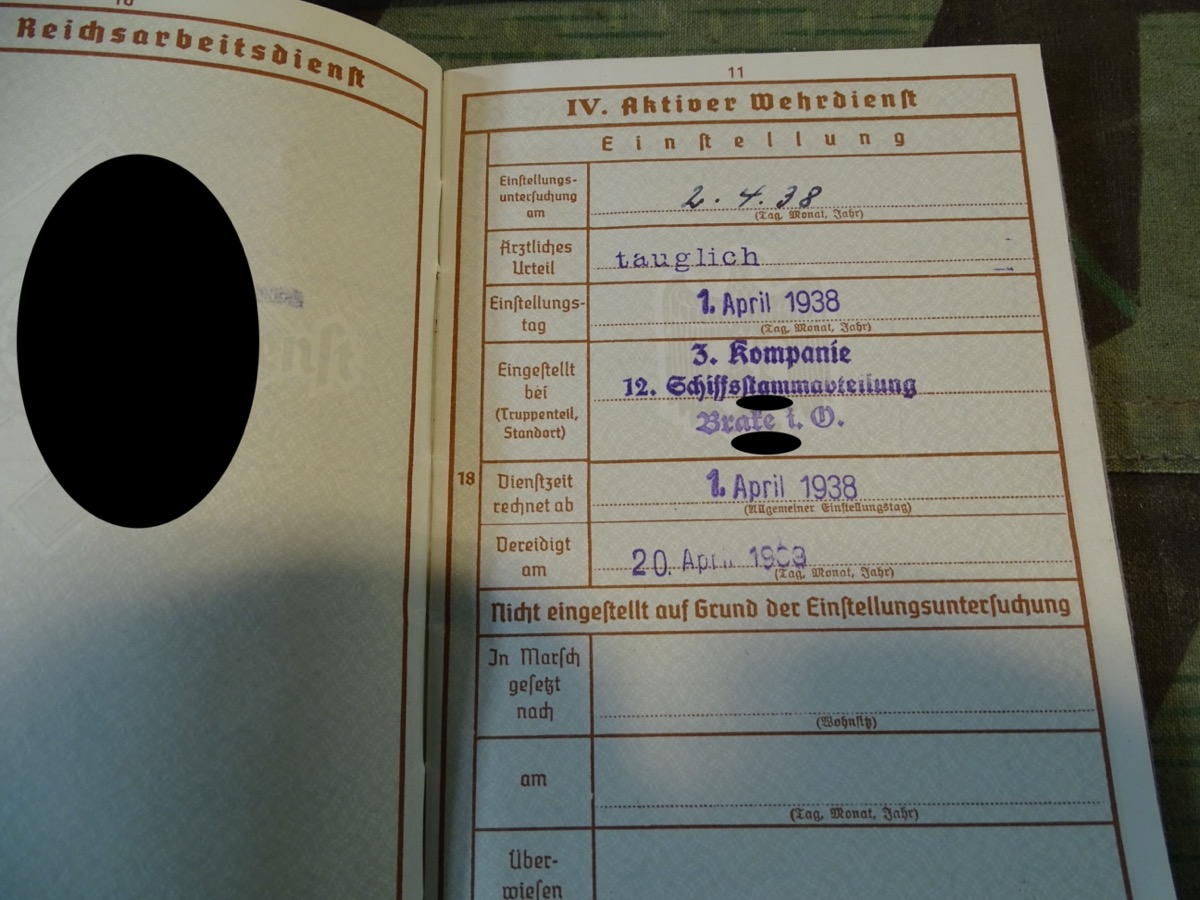 Reichsarbeitsdienst
11
IV. Aktiver Wehrdienst
Einstellung
Einstellungs-
untersuchung
am
2. 4. 38
(Tag, Monat, Jahr)
Ärztliches
Urteil
tauglich
Einstellungs-
tag
1. April 1938
(Tag, Monat, Jahr)
Eingestellt
bei
(Truppenteil,
Standort)
3. Kompanie
12. Schiffsstammabteilung
Brake i. O.
18
Dienstzeit
rechnet ab
1. April 1938
(Allgemeiner Einstellungstag)
Vereidigt
am
20. April
(Tag, Monat, Jahr)
Nicht eingestellt auf Grund der Einstellungsuntersuchung
In Marsch
gesetzt
nach
(Wohnsitz)
am
(Tag, Monat, Jahr)
Über-
wiesen